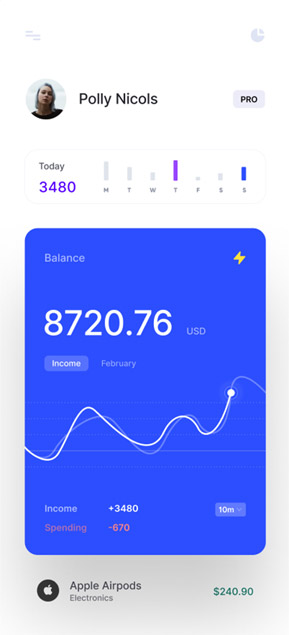 Polly Nicols
PRO
Today
3480
M T W T F S S
Balance
8720.76 USD
Income February
Income +3480 10m
Spending -670
Apple Airpods
Electronics
$240.90